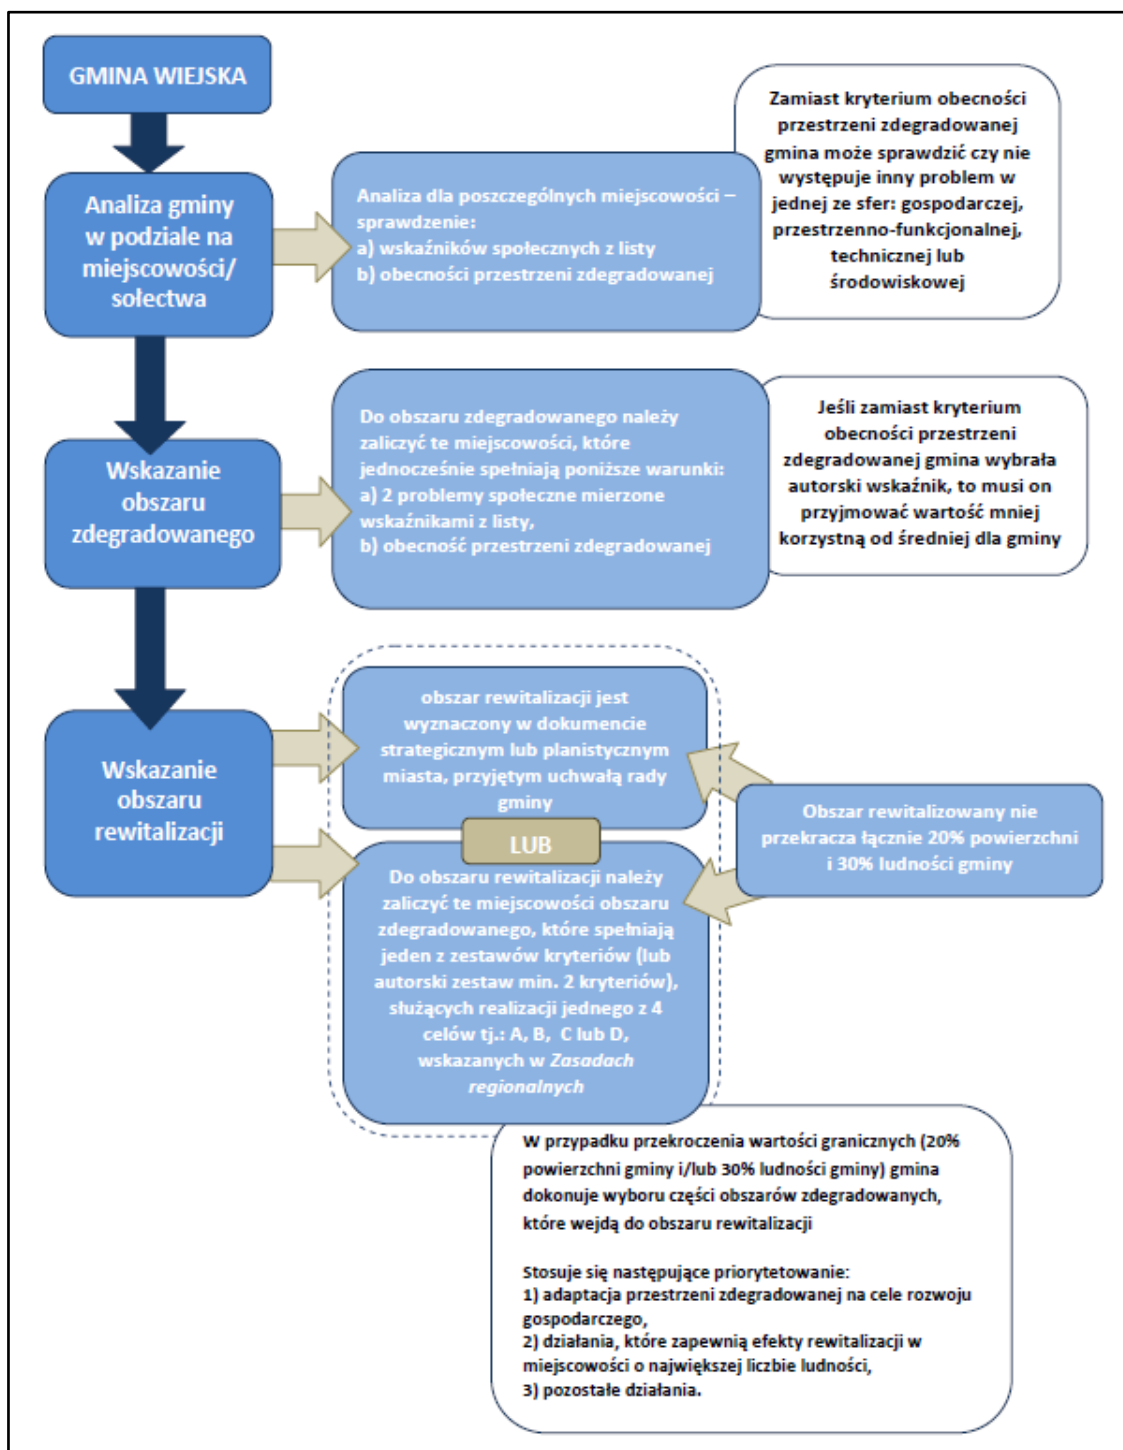 GMINA WIEJSKA
Analiza gminy
w podziale na
miejscowości/
sołectwa
Analiza dla poszczególnych miejscowości –
sprawdzenie:
a) wskaźników społecznych z listy
b) obecności przestrzeni zdegradowanej
Zamiast kryterium obecności
przestrzeni zdegradowanej
gmina może sprawdzić czy nie
występuje inny problem w
jednej ze sfer: gospodarczej,
przestrzenno-funkcjonalnej,
technicznej lub
środowiskowej
Wskazanie
obszaru
zdegradowanego
Do obszaru zdegradowanego należy
zaliczyć te miejscowości, które
jednocześnie spełniają poniższe warunki:
a) 2 problemy społeczne mierzone
wskaźnikami z listy,
b) obecność przestrzeni zdegradowanej
Jeśli zamiast kryterium
obecności przestrzeni
zdegradowanej gmina wybrała
autorski wskaźnik, to musi on
przyjmować wartość mniej
korzystną od średniej dla gminy
Wskazanie
obszaru
rewitalizacji
obszar rewitalizacji jest
wyznaczony w dokumencie
strategicznym lub planistycznym
miasta, przyjętym uchwałą rady
gminy
LUB
Do obszaru rewitalizacji należy
zaliczyć te miejscowości obszaru
zdegradowanego, które spełniają
jeden z zestawów kryteriów (lub
autorski zestaw min. 2 kryteriów),
służących realizacji jednego z 4
celów tj.: A, B, C lub D,
wskazanych w Zasadach
regionalnych
Obszar rewitalizowany nie
przekracza łącznie 20% powierzchni
i 30% ludności gminy
W przypadku przekroczenia wartości granicznych (20%
powierzchni gminy i/lub 30% ludności gminy) gmina
dokonuje wyboru części obszarów zdegradowanych,
które wejdą do obszaru rewitalizacji
Stosuje się następujące priorytetowanie:
1) adaptacja przestrzeni zdegradowanej na cele rozwoju
gospodarczego,
2) działania, które zapewnią efekty rewitalizacji w
miejscowości o największej liczbie ludności,
3) pozostałe działania.